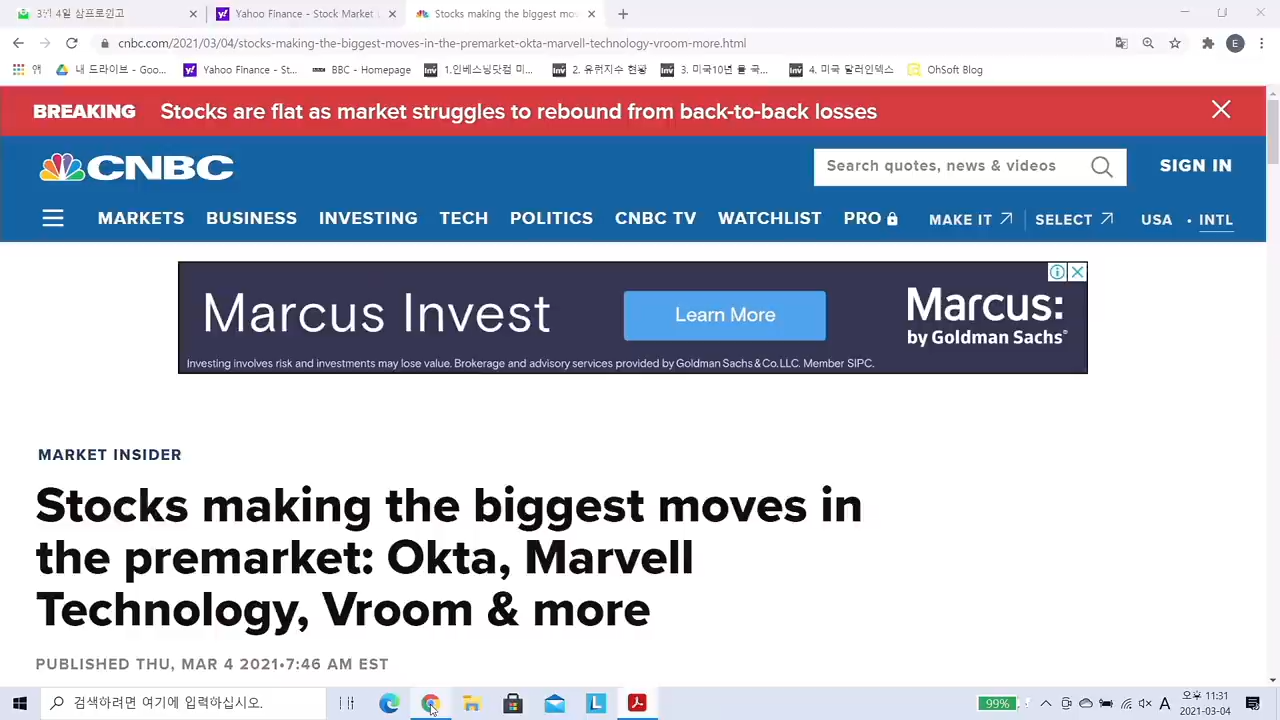 3월 4일 삼프로원고
Yahoo Finance - Stock Market L
Stocks making the biggest mov
cnbc.com/2021/03/04/stocks-making-the-biggest-moves-in-the-premarket-okta-marvell-technology-vroom-more.html
E
앱
내 드라이브 - Goo...
Yahoo Finance - St...
BBC - Homepage
1.인베스닝닷컴 미...
2. 유뤄지수 현황
3. 미국10년 물 국...
4. 미국 달러인덱스
OhSoft Blog
BREAKING Stocks are flat as market struggles to rebound from back-to-back losses
CNBC
Search quotes, news & videos
SIGN IN
MARKETS BUSINESS INVESTING TECH POLITICS CNBC TV WATCHLIST PRO MAKE IT SELECT USA • INTL
Marcus Invest
Learn More
Marcus:
by Goldman Sachs®
Investing involves risk and investments may lose value. Brokerage and advisory services provided by Goldman Sachs & Co. LLC. Member SIPC.
MARKET INSIDER
Stocks making the biggest moves in
the premarket: Okta, Marvell
Technology, Vroom & more
PUBLISHED THU, MAR 4 2021•7:46 AM EST
검색하려면 여기에 입력하십시오.
99%
A
오후 11:31
2021-03-04